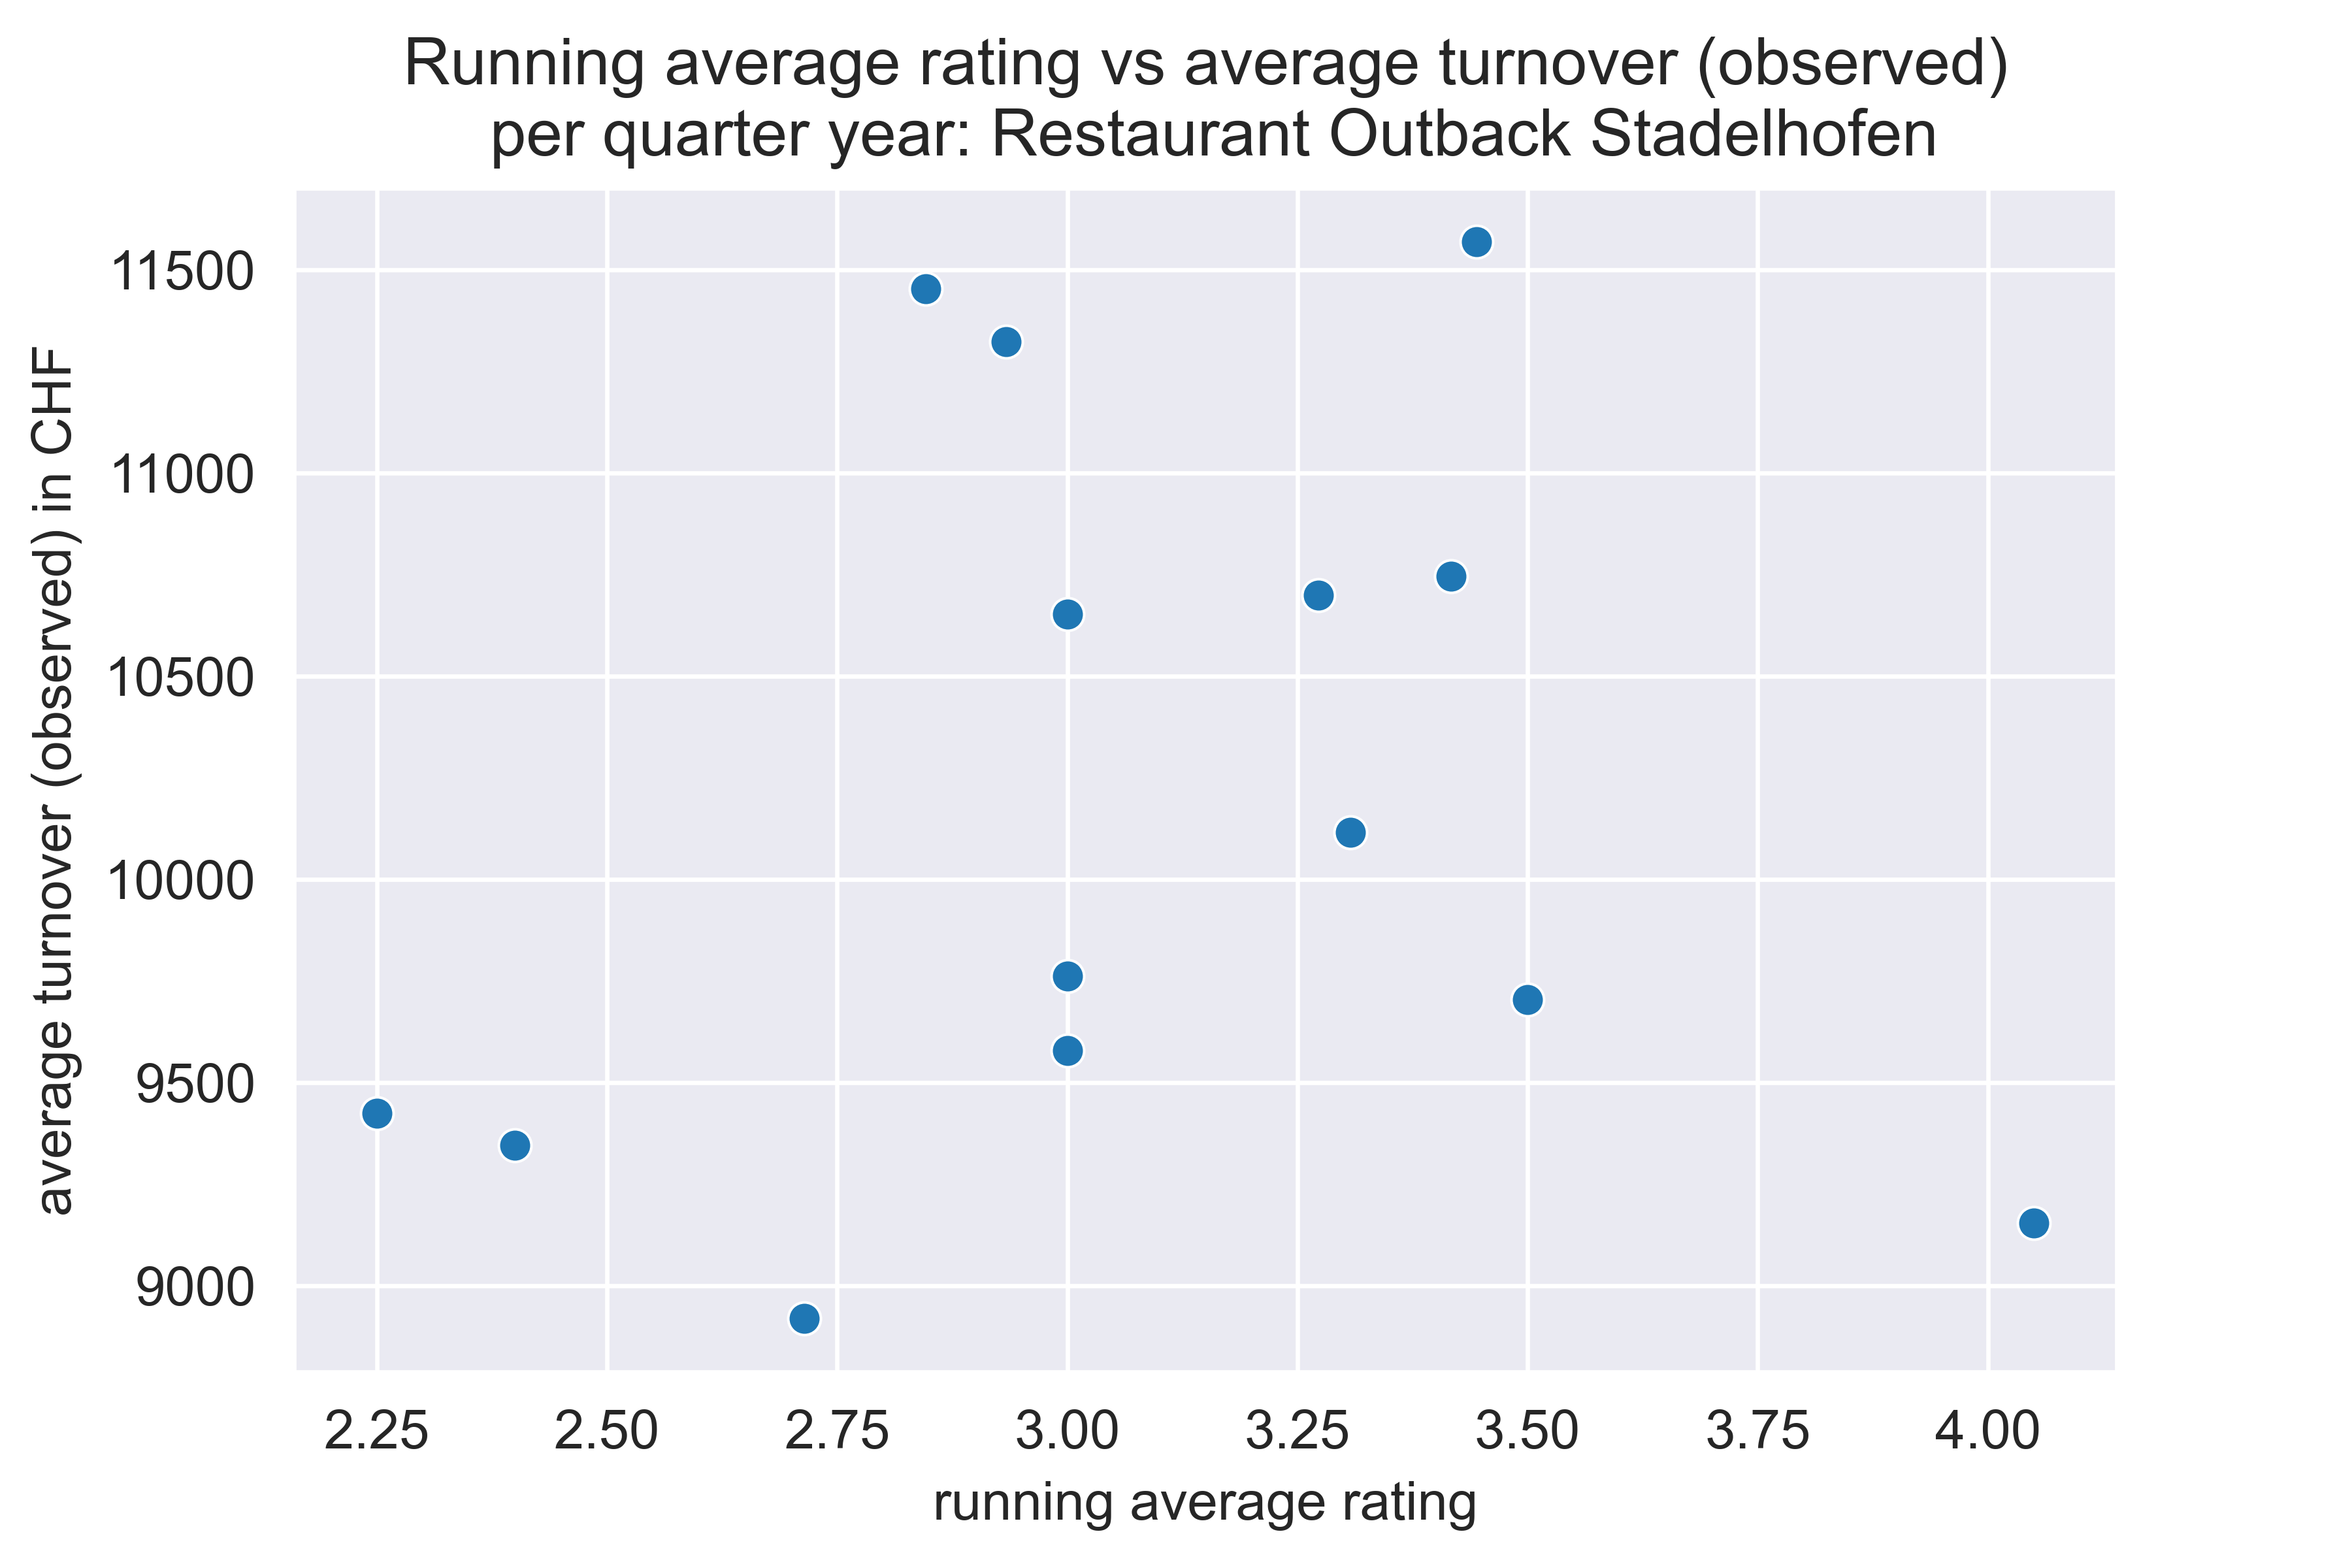 Running average rating vs average turnover (observed)
per quarter year: Restaurant Outback Stadelhofen
average turnover (observed) in CHF
11500
11000
10500
10000
9500
9000
2.25 2.50 2.75 3.00 3.25 3.50 3.75 4.00
running average rating